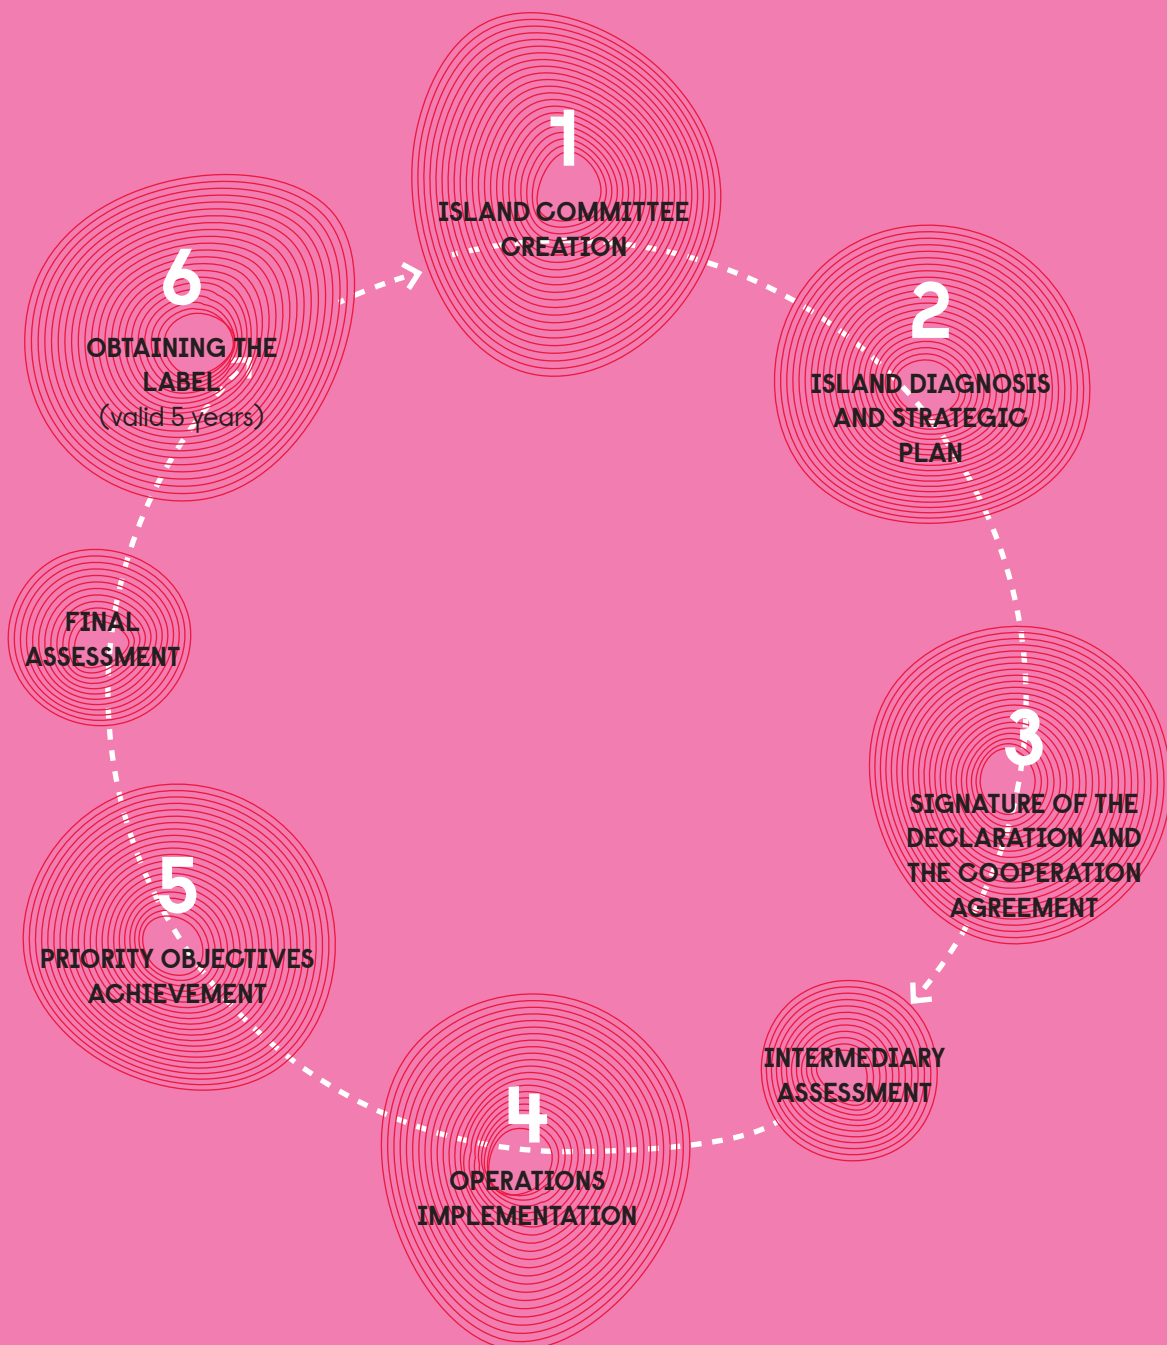 1
ISLAND COMMITTEE
CREATION
2
ISLAND DIAGNOSIS
AND STRATEGIC
PLAN
3
SIGNATURE OF THE
DECLARATION AND
THE COOPERATION
AGREEMENT
INTERMEDIARY
ASSESSMENT
4
OPERATIONS
IMPLEMENTATION
5
PRIORITY OBJECTIVES
ACHIEVEMENT
FINAL
ASSESSMENT
6
OBTAINING THE
LABEL
(valid 5 years)